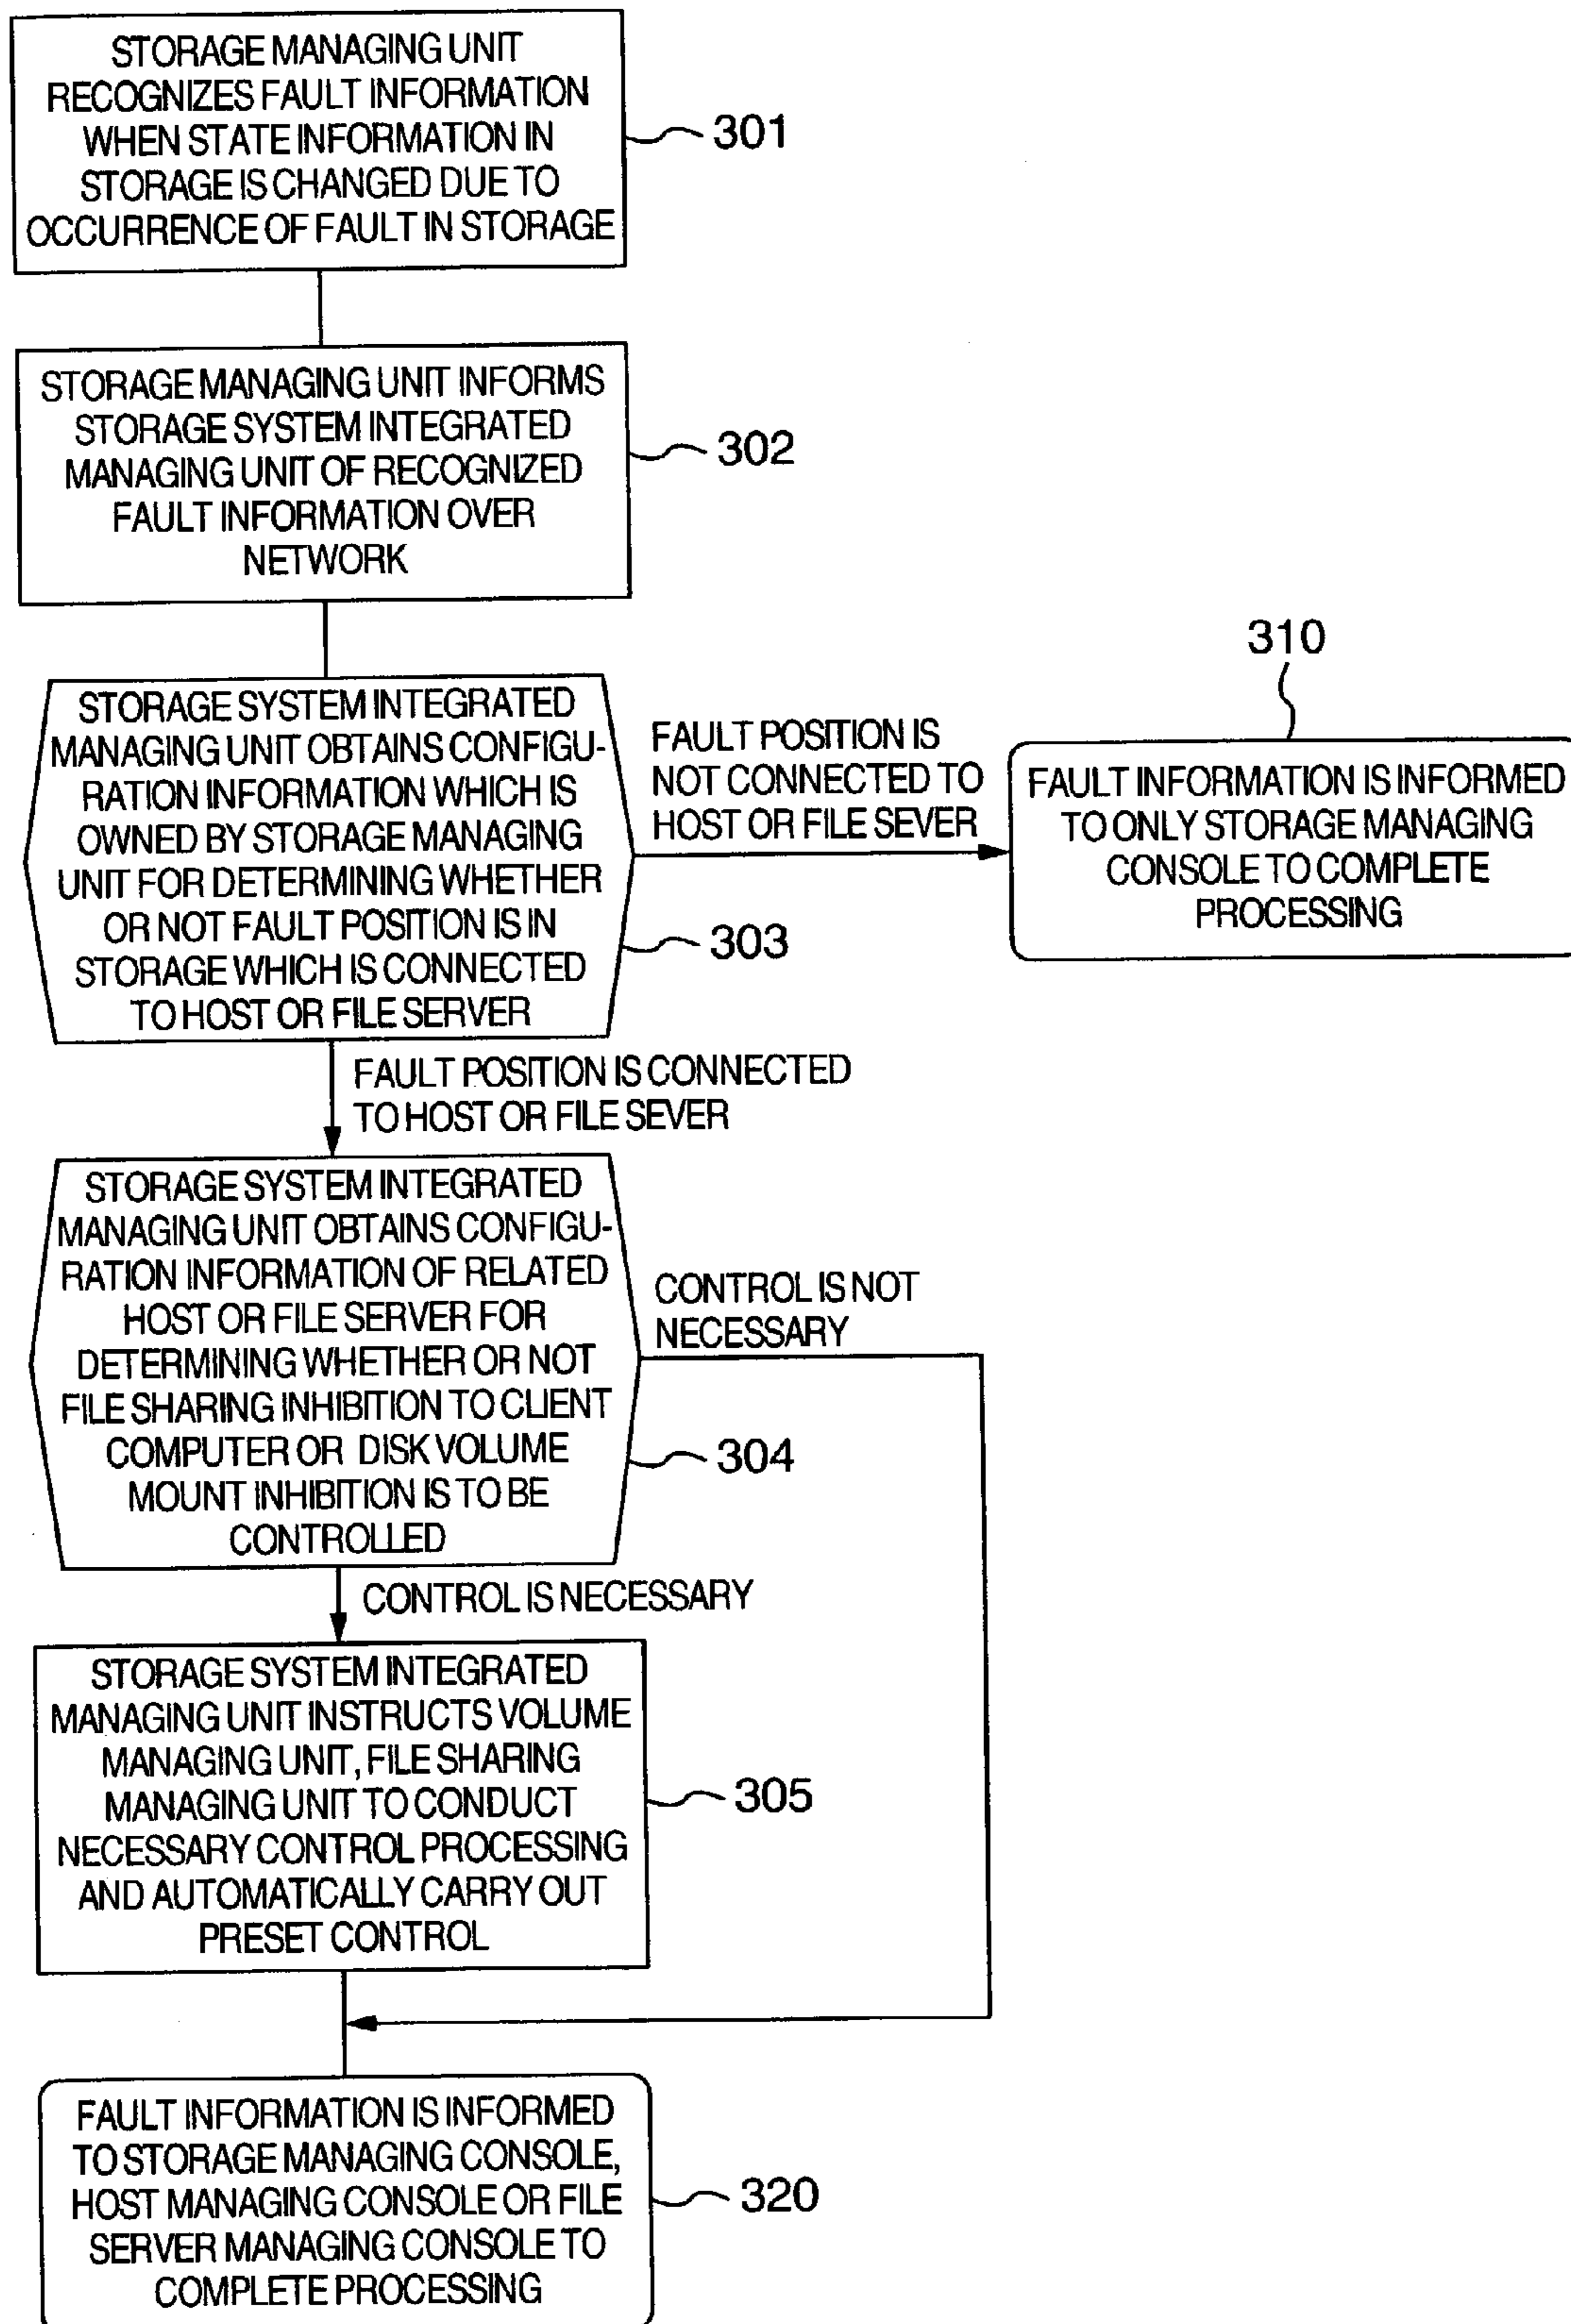 STORAGE MANAGING UNIT
RECOGNIZES FAULT INFORMATION
WHEN STATE INFORMATION IN
STORAGE IS CHANGED DUE TO
OCCURRENCE OF FAULT IN STORAGE
301
STORAGE MANAGING UNIT INFORMS
STORAGE SYSTEM INTEGRATED
MANAGING UNIT OF RECOGNIZED
FAULT INFORMATION OVER
NETWORK
302
STORAGE SYSTEM INTEGRATED
MANAGING UNIT OBTAINS CONFIGU-
RATION INFORMATION WHICH IS
OWNED BY STORAGE MANAGING
UNIT FOR DETERMINING WHETHER
OR NOT FAULT POSITION IS IN
STORAGE WHICH IS CONNECTED
TO HOST OR FILE SERVER
303
FAULT POSITION IS
NOT CONNECTED TO
HOST OR FILE SEVER
310
FAULT INFORMATION IS INFORMED
TO ONLY STORAGE MANAGING
CONSOLE TO COMPLETE
PROCESSING
FAULT POSITION IS CONNECTED
TO HOST OR FILE SEVER
STORAGE SYSTEM INTEGRATED
MANAGING UNIT OBTAINS CONFIGU-
RATION INFORMATION OF RELATED
HOST OR FILE SERVER FOR
DETERMINING WHETHER OR NOT
FILE SHARING INHIBITION TO CLIENT
COMPUTER OR DISK VOLUME
MOUNT INHIBITION IS TO BE
CONTROLLED
304
CONTROL IS NOT
NECESSARY
CONTROL IS NECESSARY
STORAGE SYSTEM INTEGRATED
MANAGING UNIT INSTRUCTS VOLUME
MANAGING UNIT, FILE SHARING
MANAGING UNIT TO CONDUCT
NECESSARY CONTROL PROCESSING
AND AUTOMATICALLY CARRY OUT
PRESET CONTROL
305
FAULT INFORMATION IS INFORMED
TO STORAGE MANAGING CONSOLE,
HOST MANAGING CONSOLE OR FILE
SERVER MANAGING CONSOLE TO
COMPLETE PROCESSING
320